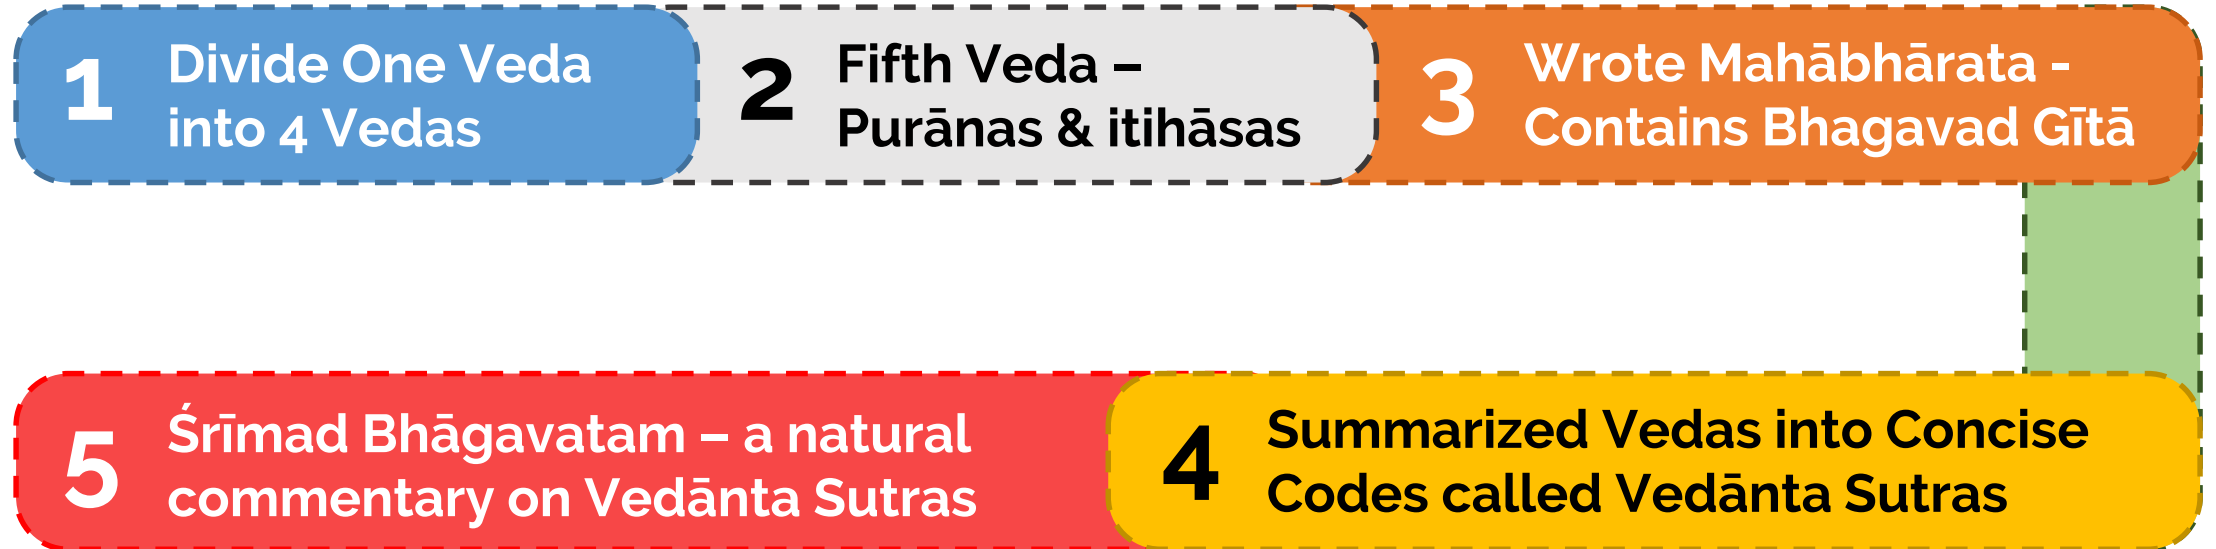 1
Divide One Veda
into 4 Vedas
2
Fifth Veda –
Purānas & itihāsas
3
Wrote Mahābhārata -
Contains Bhagavad Gītā
4
Summarized Vedas into Concise
Codes called Vedānta Sutras
5
Śrīmad Bhāgavatam – a natural
commentary on Vedānta Sutras